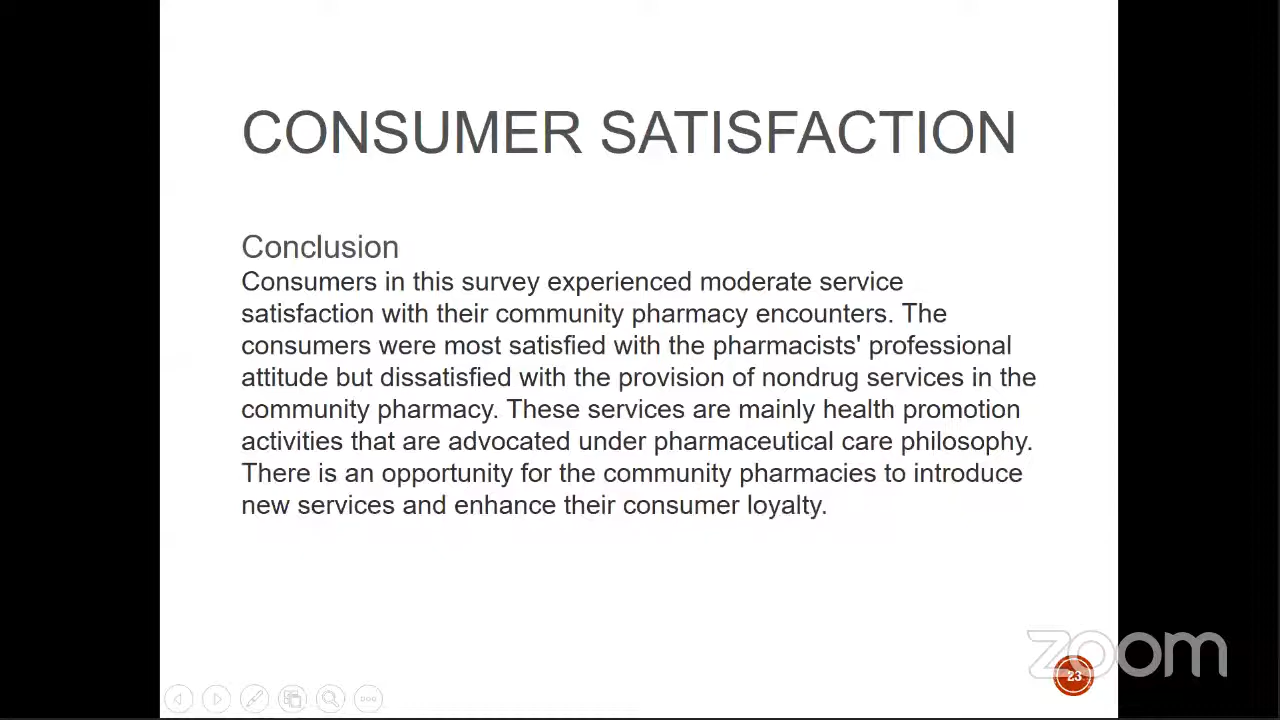 CONSUMER SATISFACTION
Conclusion
Consumers in this survey experienced moderate service
satisfaction with their community pharmacy encounters. The
consumers were most satisfied with the pharmacists' professional
attitude but dissatisfied with the provision of nondrug services in the
community pharmacy. These services are mainly health promotion
activities that are advocated under pharmaceutical care philosophy.
There is an opportunity for the community pharmacies to introduce
new services and enhance their consumer loyalty.
zoom
23